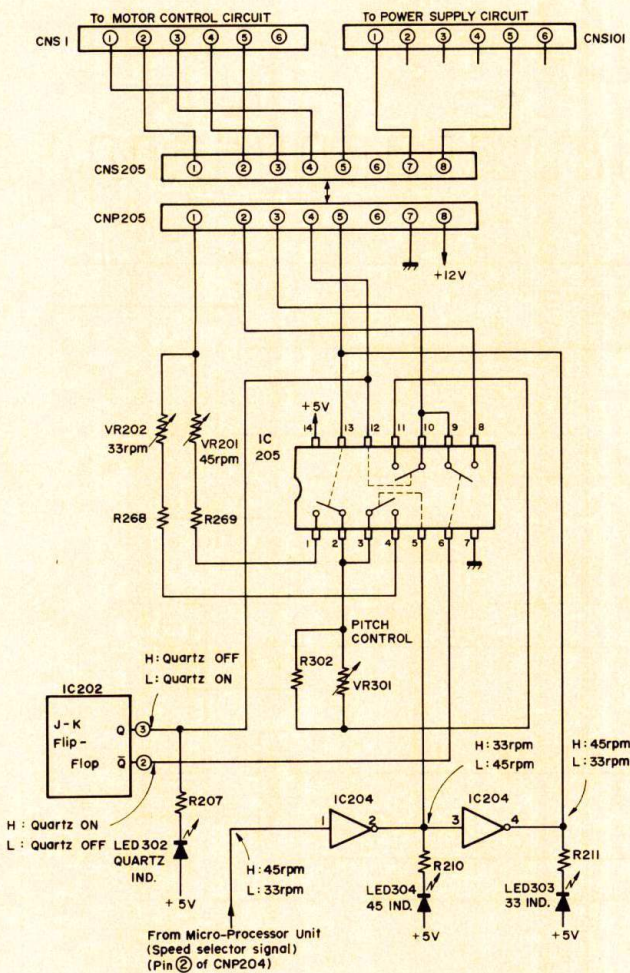 To MOTOR CONTROL CIRCUIT To POWER SUPPLY CIRCUIT
CNS1 1 2 3 4 5 6
1 2 3 4 5 6 CNS101
CNS205 1 2 3 4 5 6 7 8
CNP205 1 2 3 4 5 6 7 8
+12V
VR202
33rpm
VR201
45rpm
R268
R269
IC
205
+5V
14 13 12 11 10 9 8
1 2 3 4 5 6 7
PITCH
CONTROL
R302
VR301
H: Quartz OFF
L: Quartz ON
IC202
J-K
Flip-
Flop
Q 3
Q̅ 2
H: Quartz ON
L: Quartz OFF
R207
LED302
QUARTZ
IND.
+5V
H: 33rpm
L: 45rpm
H: 45rpm
L: 33rpm
IC204
1 2
IC204
3 4
H: 45rpm
L: 33rpm
R210
LED304
45 IND.
+5V
R211
LED303
33 IND.
+5V
From Micro-Processor Unit
(Speed selector signal)
(Pin ② of CNP204)